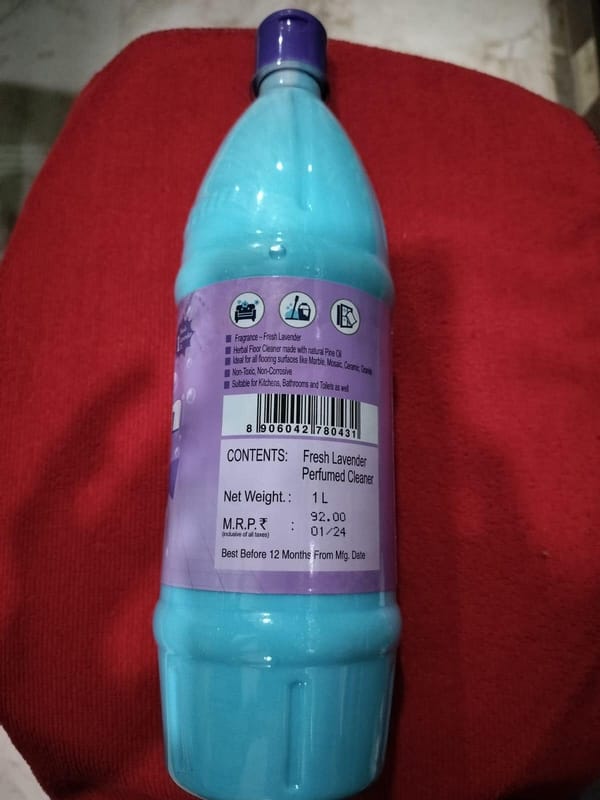 Fragrance – Fresh Lavender
Herbal Floor Cleaner made with natural Pine Oil
Ideal for all flooring surfaces like Marble, Mosaic, Ceramic, Granite
Non-Toxic, Non-Corrosive
Suitable for Kitchens, Bathrooms and Toilets as well
8 906042 780431
CONTENTS: Fresh Lavender
Perfumed Cleaner
Net Weight. : 1 L
M.R.P. ₹ : 92.00
(inclusive of all taxes) 01/24
Best Before 12 Months From Mfg. Date